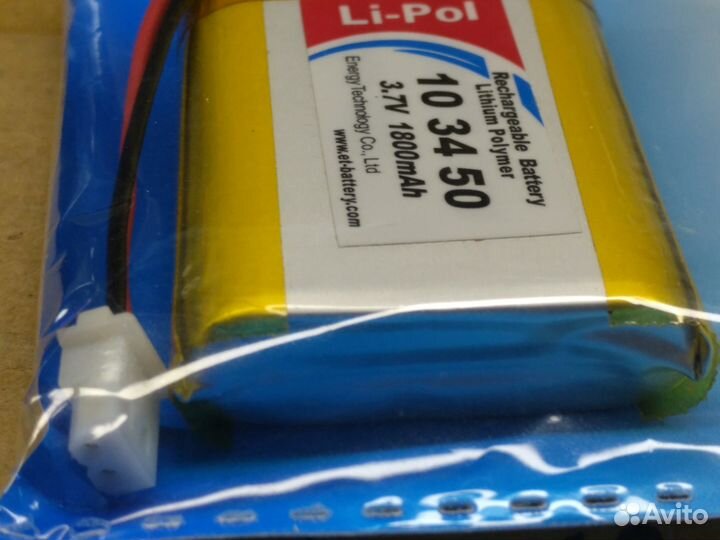 Li-Pol
Rechargeable Battery
Lithium Polymer
10 34 50
3.7V 1800mAh
Energy Technology Co., Ltd
www.et-battery.com
Avito